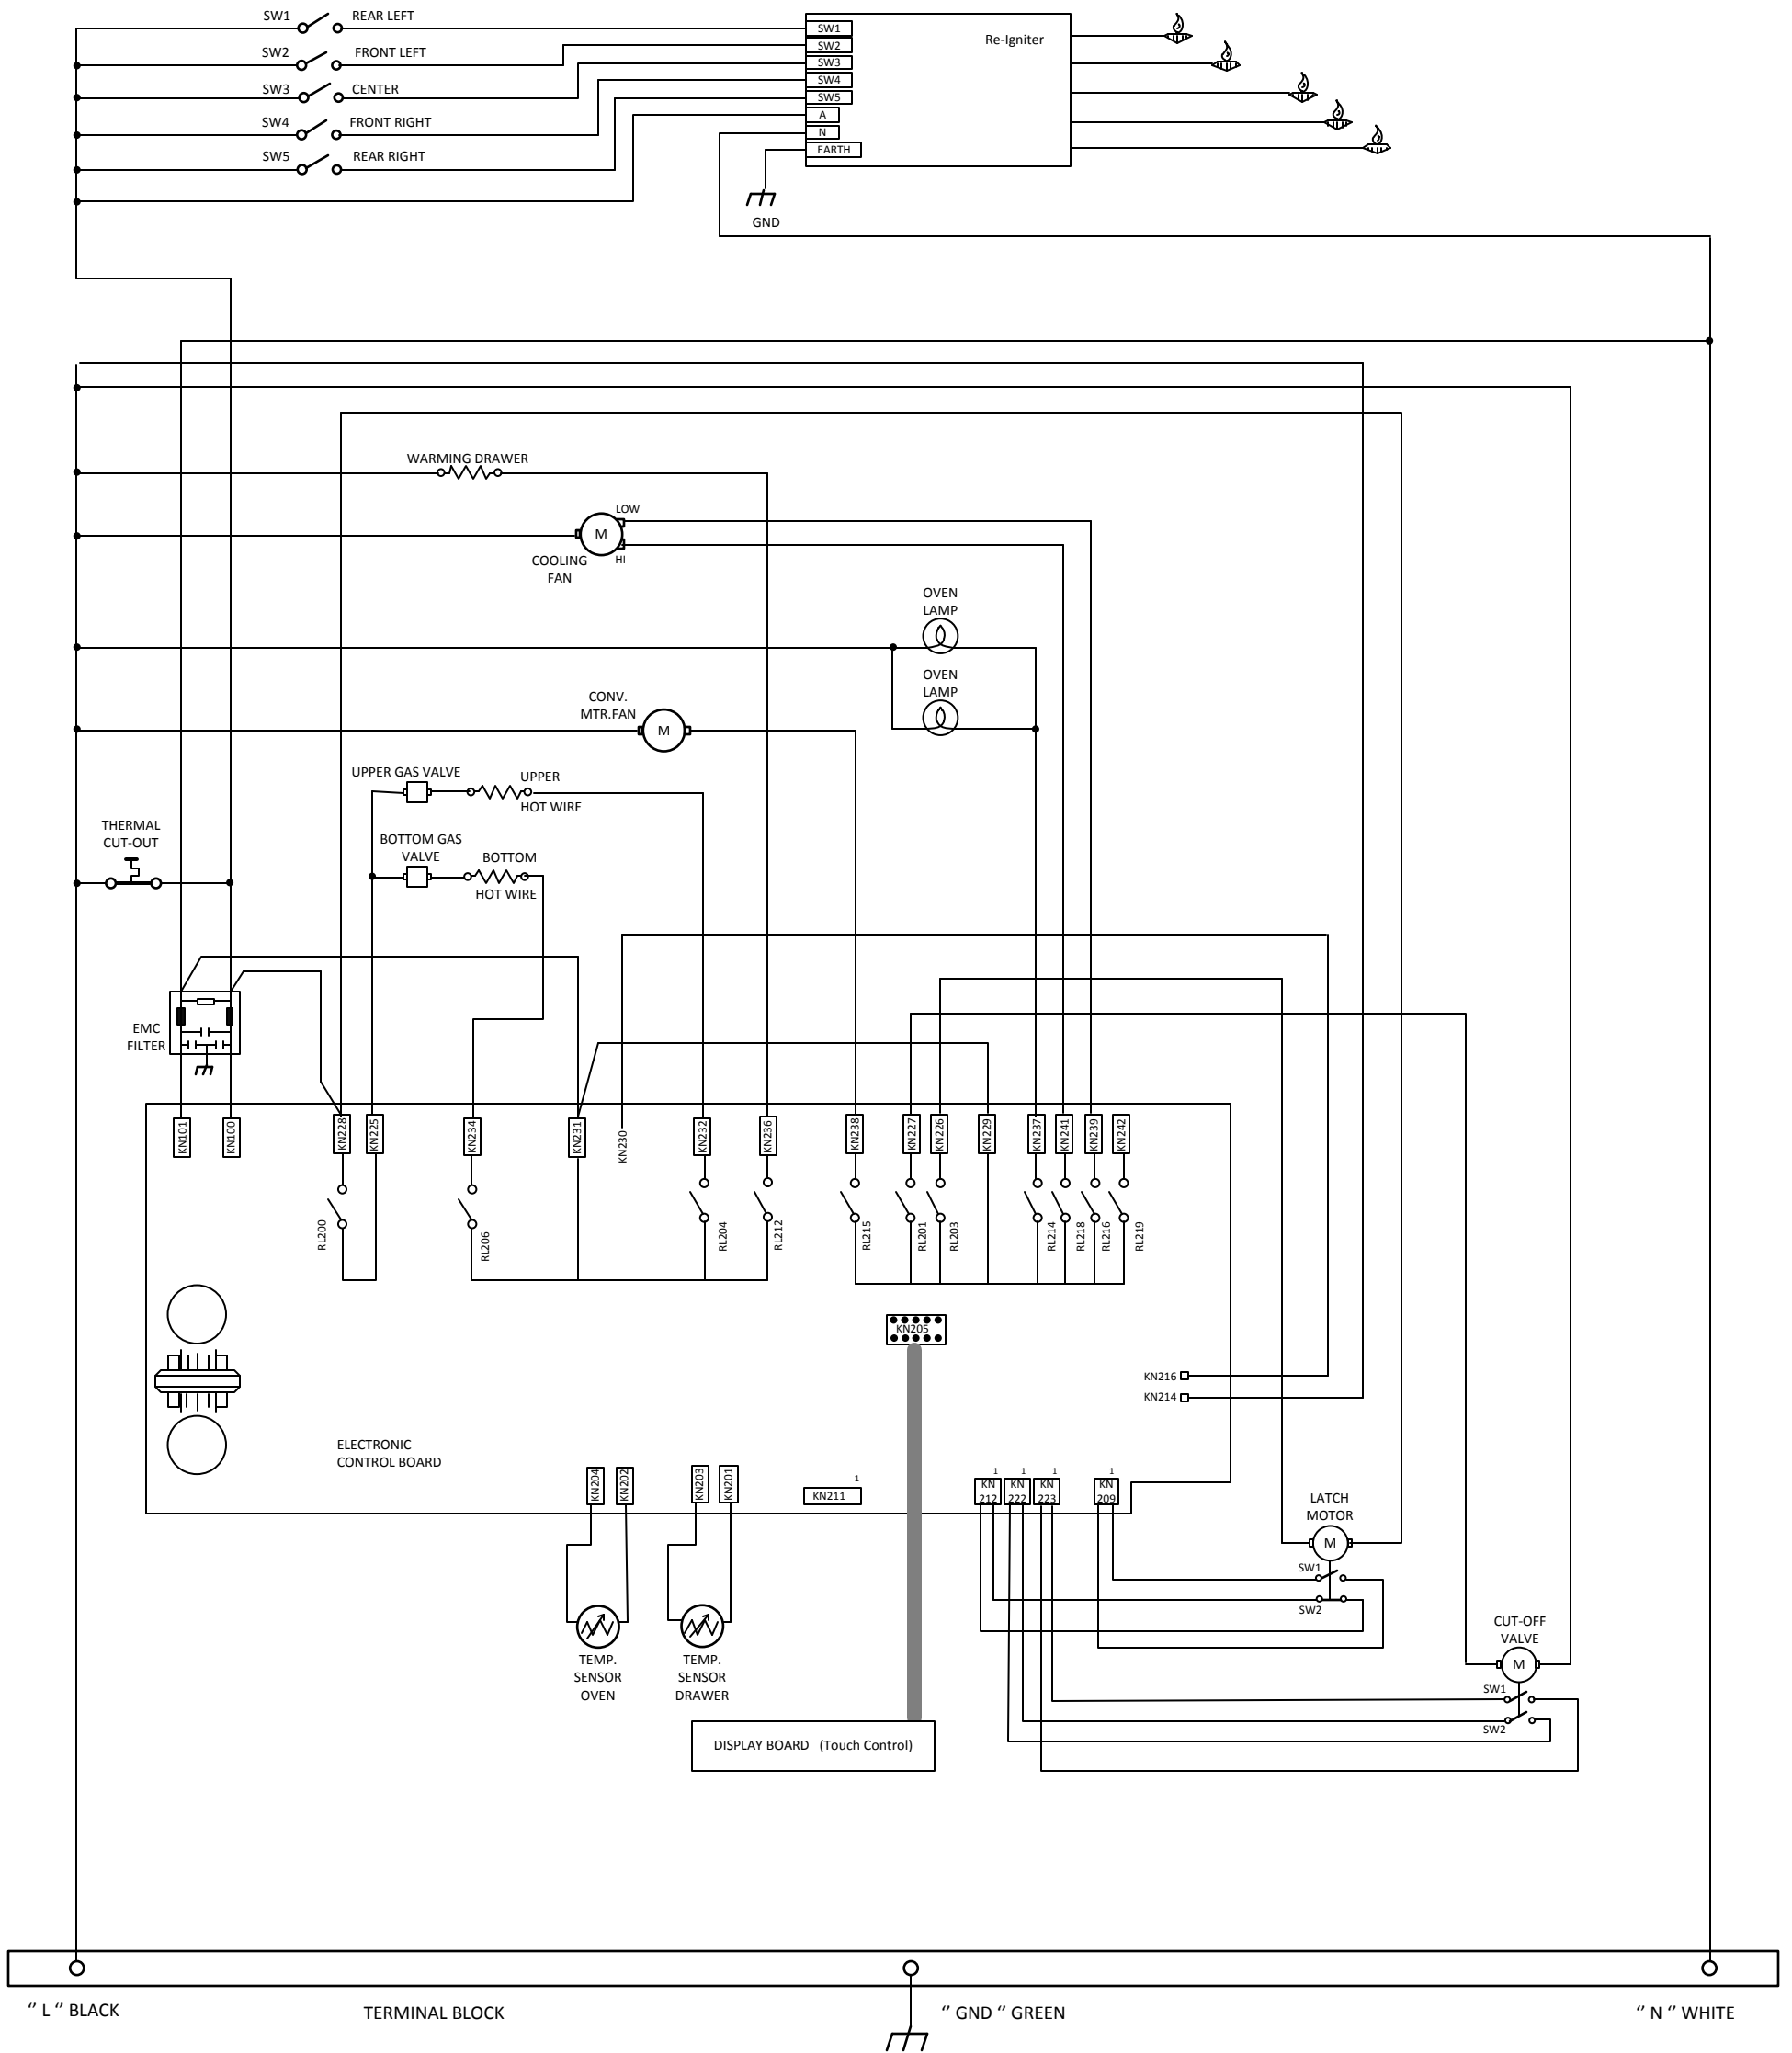 SW1 REAR LEFT
SW2 FRONT LEFT
SW3 CENTER
SW4 FRONT RIGHT
SW5 REAR RIGHT
SW1
SW2
SW3
SW4
SW5
A
N
EARTH
Re-Igniter
GND
WARMING DRAWER
LOW
M
HI
COOLING
FAN
OVEN
LAMP
OVEN
LAMP
CONV.
MTR.FAN
M
UPPER GAS VALVE
UPPER
HOT WIRE
THERMAL
CUT-OUT
BOTTOM GAS
VALVE
BOTTOM
HOT WIRE
EMC
FILTER
KN101
KN100
KN228
KN225
KN234
KN231
KN230
KN232
KN236
KN238
KN227
KN226
KN229
KN237
KN241
KN239
KN242
RL200
RL206
RL204
RL212
RL215
RL201
RL203
RL214
RL218
RL216
RL219
KN205
KN216
KN214
ELECTRONIC
CONTROL BOARD
KN204
KN202
KN203
KN201
1
KN211
1
KN
212
1
KN
222
1
KN
223
1
KN
209
LATCH
MOTOR
M
SW1
SW2
CUT-OFF
VALVE
M
SW1
SW2
TEMP.
SENSOR
OVEN
TEMP.
SENSOR
DRAWER
DISPLAY BOARD (Touch Control)
“ L “ BLACK
TERMINAL BLOCK
“ GND “ GREEN
“ N “ WHITE